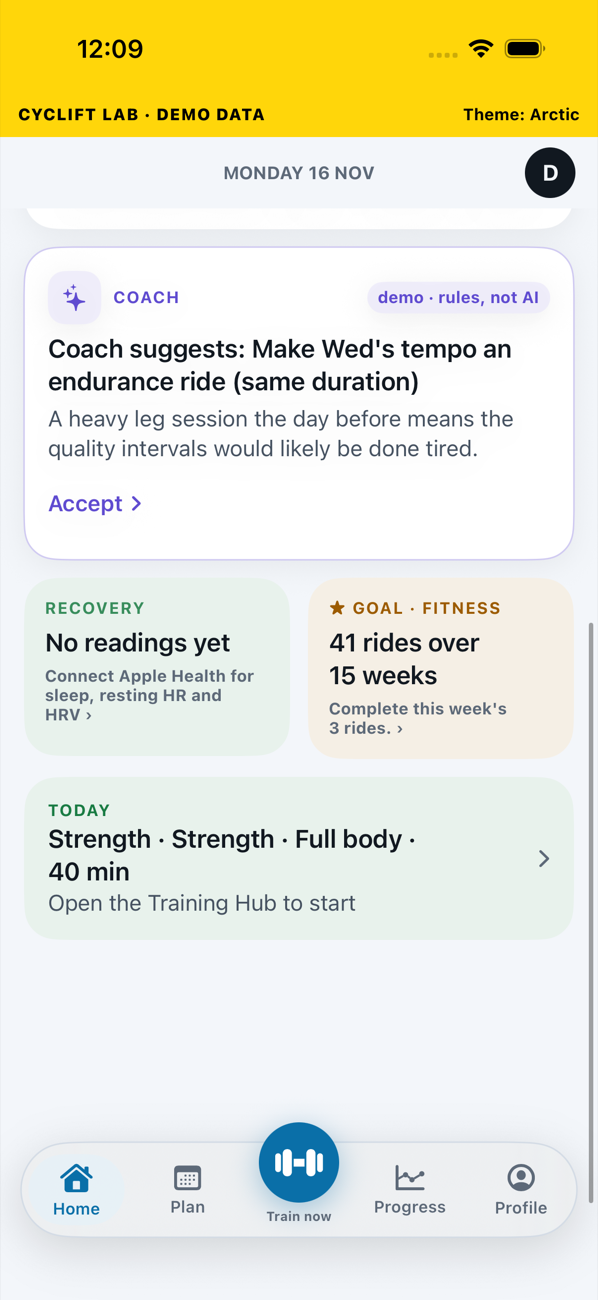 12:09
CYCLIFT LAB · DEMO DATA
Theme: Arctic
MONDAY 16 NOV
D
COACH
demo · rules, not AI
Coach suggests: Make Wed's tempo an
endurance ride (same duration)
A heavy leg session the day before means the
quality intervals would likely be done tired.
Accept >
RECOVERY
No readings yet
Connect Apple Health for
sleep, resting HR and
HRV ›
★ GOAL · FITNESS
41 rides over
15 weeks
Complete this week's
3 rides. ›
TODAY
Strength · Strength · Full body ·
40 min
Open the Training Hub to start
Home
Plan
Train now
Progress
Profile